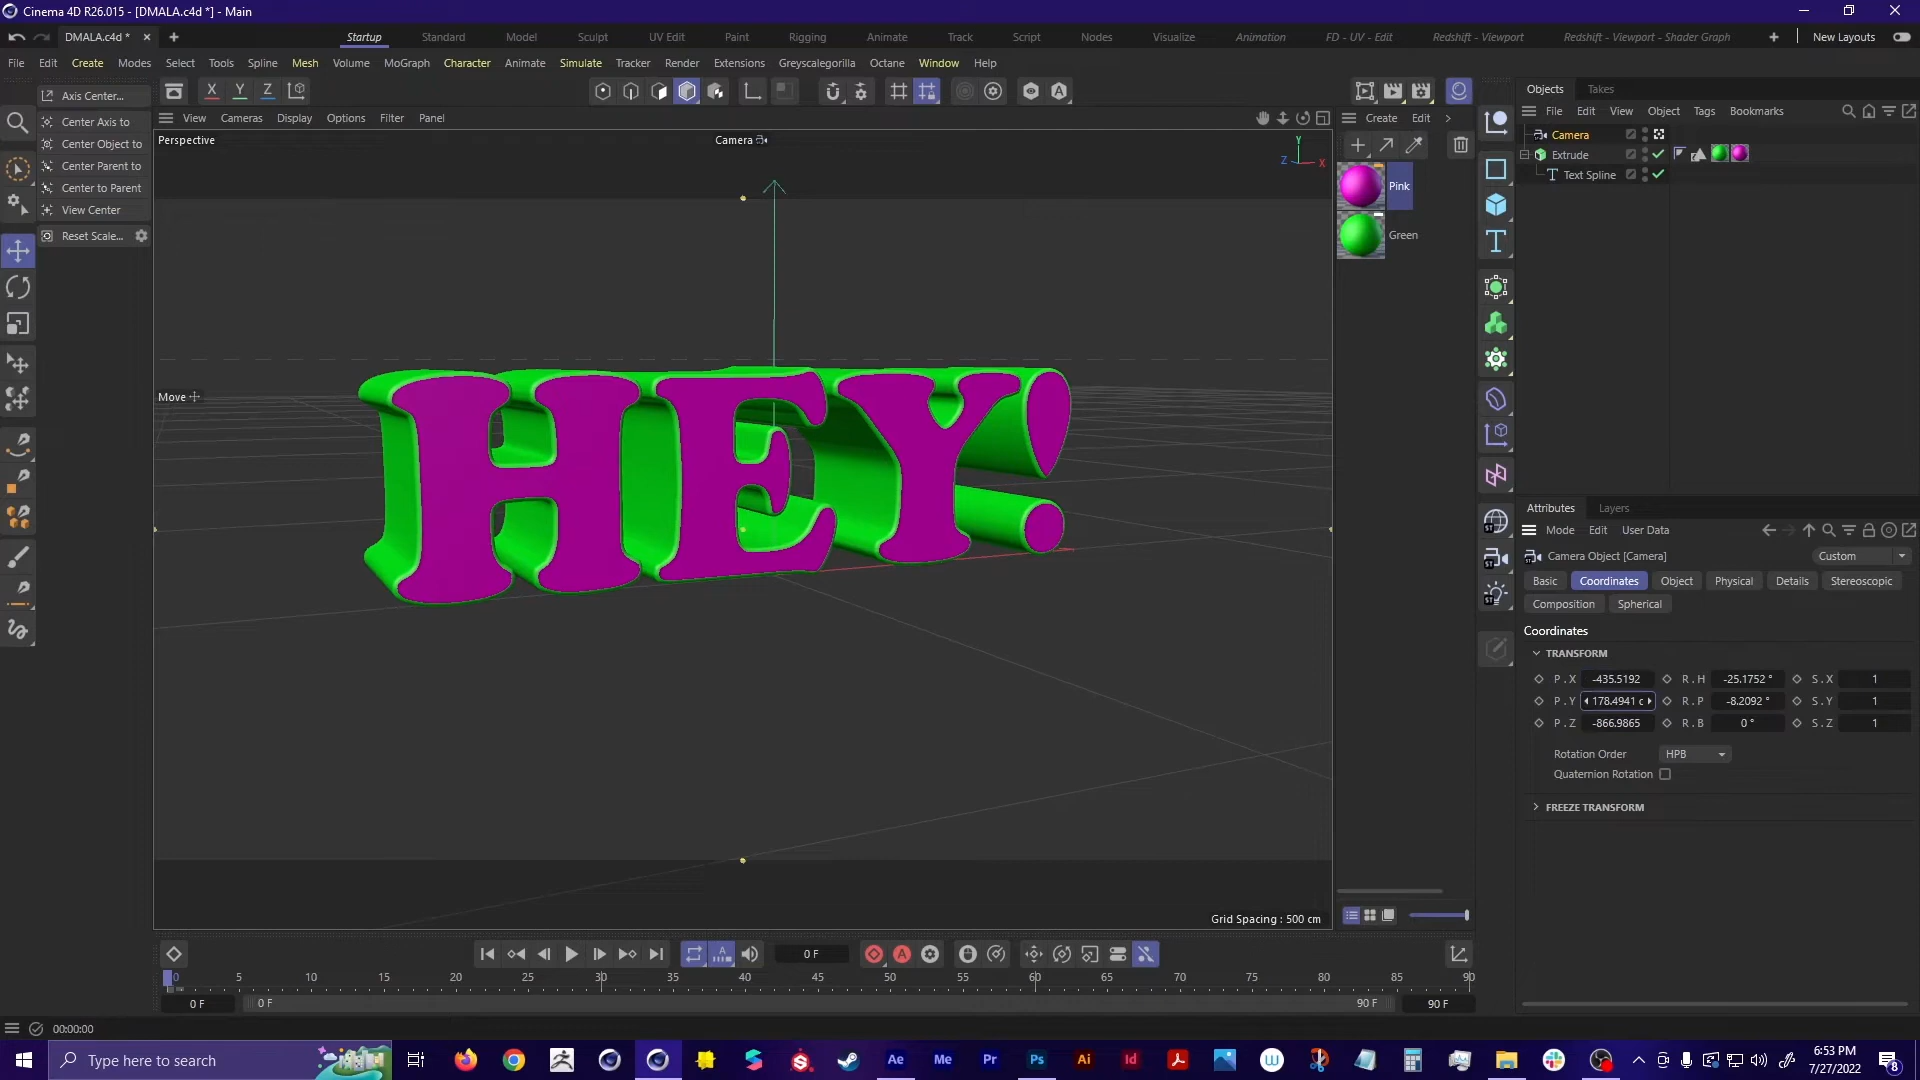 Cinema 4D R26.015 - [DMALA.c4d *] - Main
DMALA.c4d *
Startup Standard Model Sculpt UV Edit Paint Rigging Animate Track Script Nodes Visualize Animation FD - UV - Edit Redshift - Viewport Redshift - Viewport - Shader Graph New Layouts
File Edit Create Modes Select Tools Spline Mesh Volume MoGraph Character Animate Simulate Tracker Render Extensions Greyscalegorilla Octane Window Help
Axis Center...
Center Axis to
Center Object to
Center Parent to
Center to Parent
View Center
Reset Scale...
X Y Z
View Cameras Display Options Filter Panel
Perspective
Camera
Y
Z X
Move
HEY!
Grid Spacing : 500 cm
Create Edit
Pink
Green
Objects Takes
File Edit View Object Tags Bookmarks
Camera
Extrude
Text Spline
Attributes Layers
Mode Edit User Data
Camera Object [Camera]
Custom
Basic Coordinates Object Physical Details Stereoscopic
Composition Spherical
Coordinates
TRANSFORM
P . X -435.5192 R . H -25.1752 ° S . X 1
P . Y 178.4941 c R . P -8.2092 ° S . Y 1
P . Z -866.9865 R . B 0 ° S . Z 1
Rotation Order HPB
Quaternion Rotation
FREEZE TRANSFORM
0 F
0 5 10 15 20 25 30 35 40 45 50 55 60 65 70 75 80 85 90
0 F 0 F 90 F 90 F
00:00:00
Type here to search
Ae Me Pr Ps Ai Id
6:53 PM
7/27/2022
8